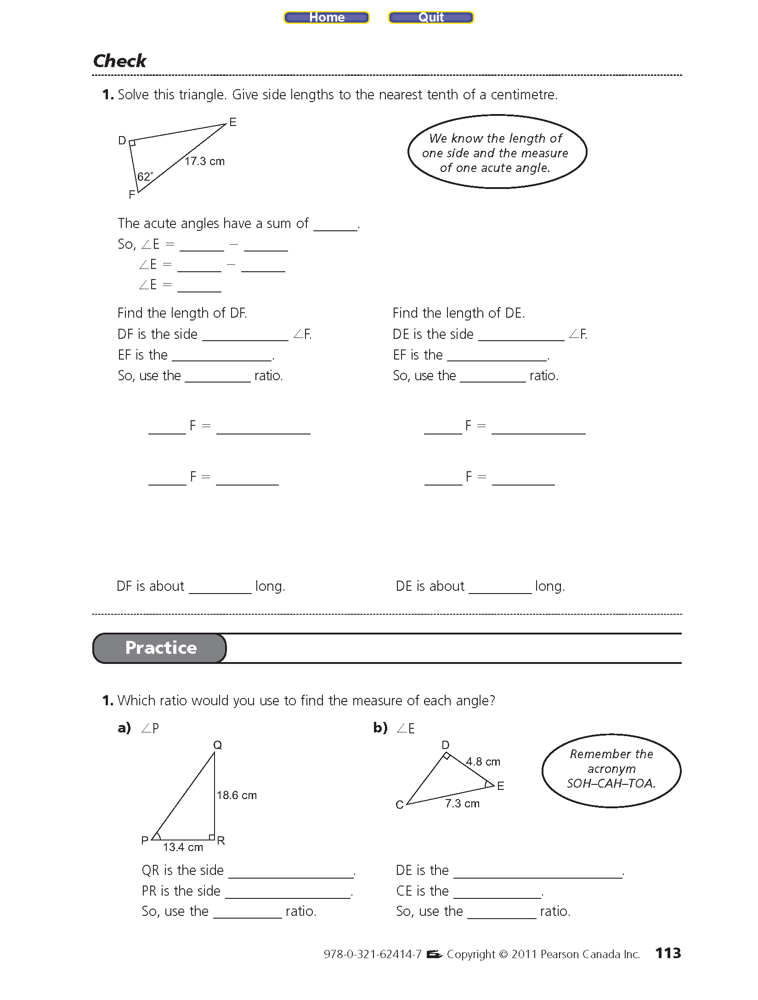 Home Quit
Check
1. Solve this triangle. Give side lengths to the nearest tenth of a centimetre.
E
D
17.3 cm
62°
F
We know the length of
one side and the measure
of one acute angle.
The acute angles have a sum of ______.
So, ∠E = ______ − ______
∠E = ______ − ______
∠E = ______
Find the length of DF.
DF is the side ____________ ∠F.
EF is the ______________.
So, use the _________ ratio.
_____ F = _____________
_____ F = _________
DF is about _________ long.
Find the length of DE.
DE is the side ____________ ∠F.
EF is the ______________.
So, use the _________ ratio.
_____ F = _____________
_____ F = _________
DE is about _________ long.
Practice
1. Which ratio would you use to find the measure of each angle?
a) ∠P
Q
18.6 cm
P
R
13.4 cm
QR is the side _________________.
PR is the side _________________.
So, use the _________ ratio.
b) ∠E
D
4.8 cm
E
C
7.3 cm
Remember the
acronym
SOH–CAH–TOA.
DE is the _______________________.
CE is the ____________.
So, use the _________ ratio.
978-0-321-62414-7 Copyright © 2011 Pearson Canada Inc. 113